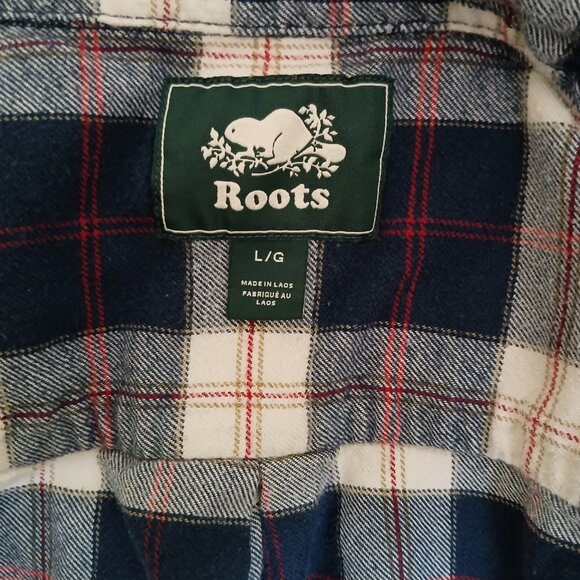 Roots
L/G
MADE IN LAOS
FABRIQUÉ AU
LAOS